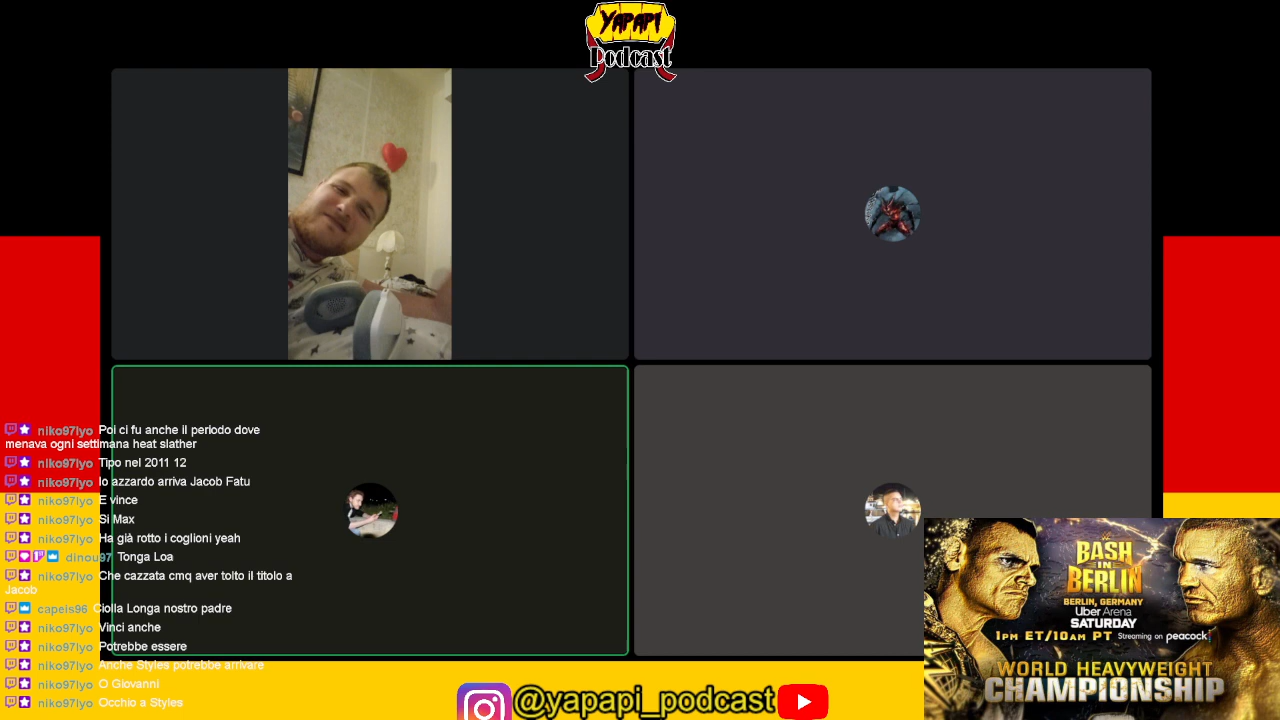 YAPAPI
Podcast
niko97lyo Poi ci fu anche il periodo dove
menava ogni settimana heat slather
niko97lyo Tipo nel 2011 12
niko97lyo Io azzardo arriva Jacob Fatu
niko97lyo E vince
niko97lyo Si Max
niko97lyo Ha già rotto i coglioni yeah
dinou97 Tonga Loa
niko97lyo Che cazzata cmq aver tolto il titolo a
Jacob
capeis96 Ciolla Longa nostro padre
niko97lyo Vinci anche
niko97lyo Potrebbe essere
niko97lyo Anche Styles potrebbe arrivare
niko97lyo O Giovanni
niko97lyo Occhio a Styles
BASH
IN
BERLIN
BERLIN, GERMANY
Uber Arena
SATURDAY
1PM ET/10AM PT Streaming on peacock
WORLD HEAVYWEIGHT
CHAMPIONSHIP
@yapapi_podcast